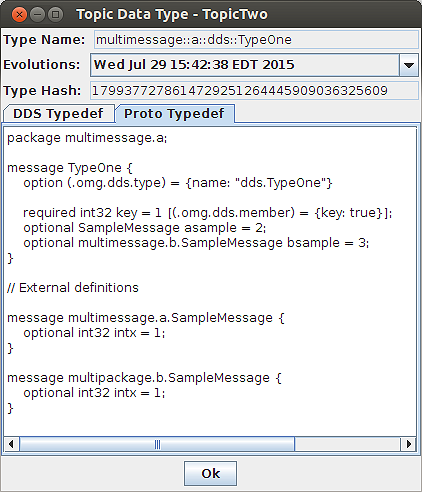 Topic Data Type - TopicTwo
Type Name: multimessage::a::dds::TypeOne
Evolutions: Wed Jul 29 15:42:38 EDT 2015
Type Hash: 17993772786147292512644459090363​25609
DDS Typedef Proto Typedef
package multimessage.a;
message TypeOne {
option (.omg.dds.type) = {name: "dds.TypeOne"}
required int32 key = 1 [(.omg.dds.member) = {key: true}];
optional SampleMessage asample = 2;
optional multimessage.b.SampleMessage bsample = 3;
}
// External definitions
message multimessage.a.SampleMessage {
optional int32 intx = 1;
}
message multipackage.b.SampleMessage {
optional int32 intx = 1;
}
Ok